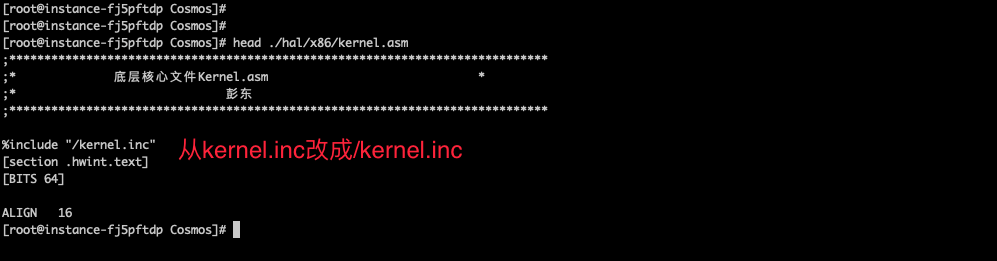 [root@instance-fj5pftdp Cosmos]#
[root@instance-fj5pftdp Cosmos]#
[root@instance-fj5pftdp Cosmos]# head ./hal/x86/kernel.asm
;*****************************************************************************
;* 底层核心文件Kernel.asm *
;* 彭东
;*****************************************************************************
%include "/kernel.inc" 从kernel.inc改成/kernel.inc
[section .hwint.text]
[BITS 64]
ALIGN 16
[root@instance-fj5pftdp Cosmos]#